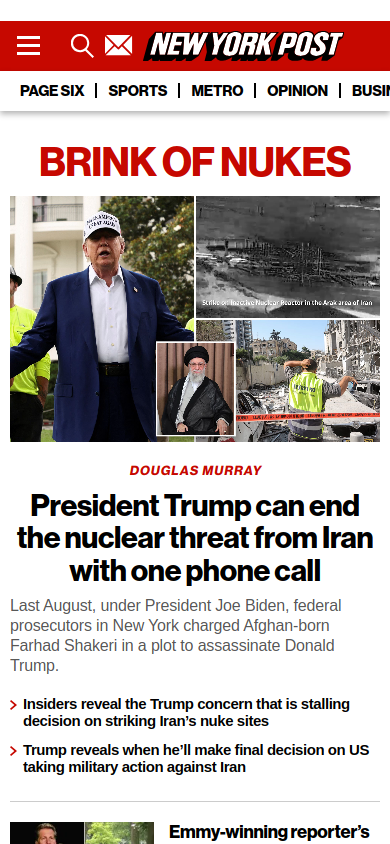 NEW YORK POST
PAGE SIX | SPORTS | METRO | OPINION | BUSI
BRINK OF NUKES
Strike on Inactive Nuclear Reactor in the Arak area of Iran
DOUGLAS MURRAY
President Trump can end
the nuclear threat from Iran
with one phone call
Last August, under President Joe Biden, federal
prosecutors in New York charged Afghan-born
Farhad Shakeri in a plot to assassinate Donald
Trump.
Insiders reveal the Trump concern that is stalling
decision on striking Iran’s nuke sites
Trump reveals when he’ll make final decision on US
taking military action against Iran
Emmy-winning reporter’s